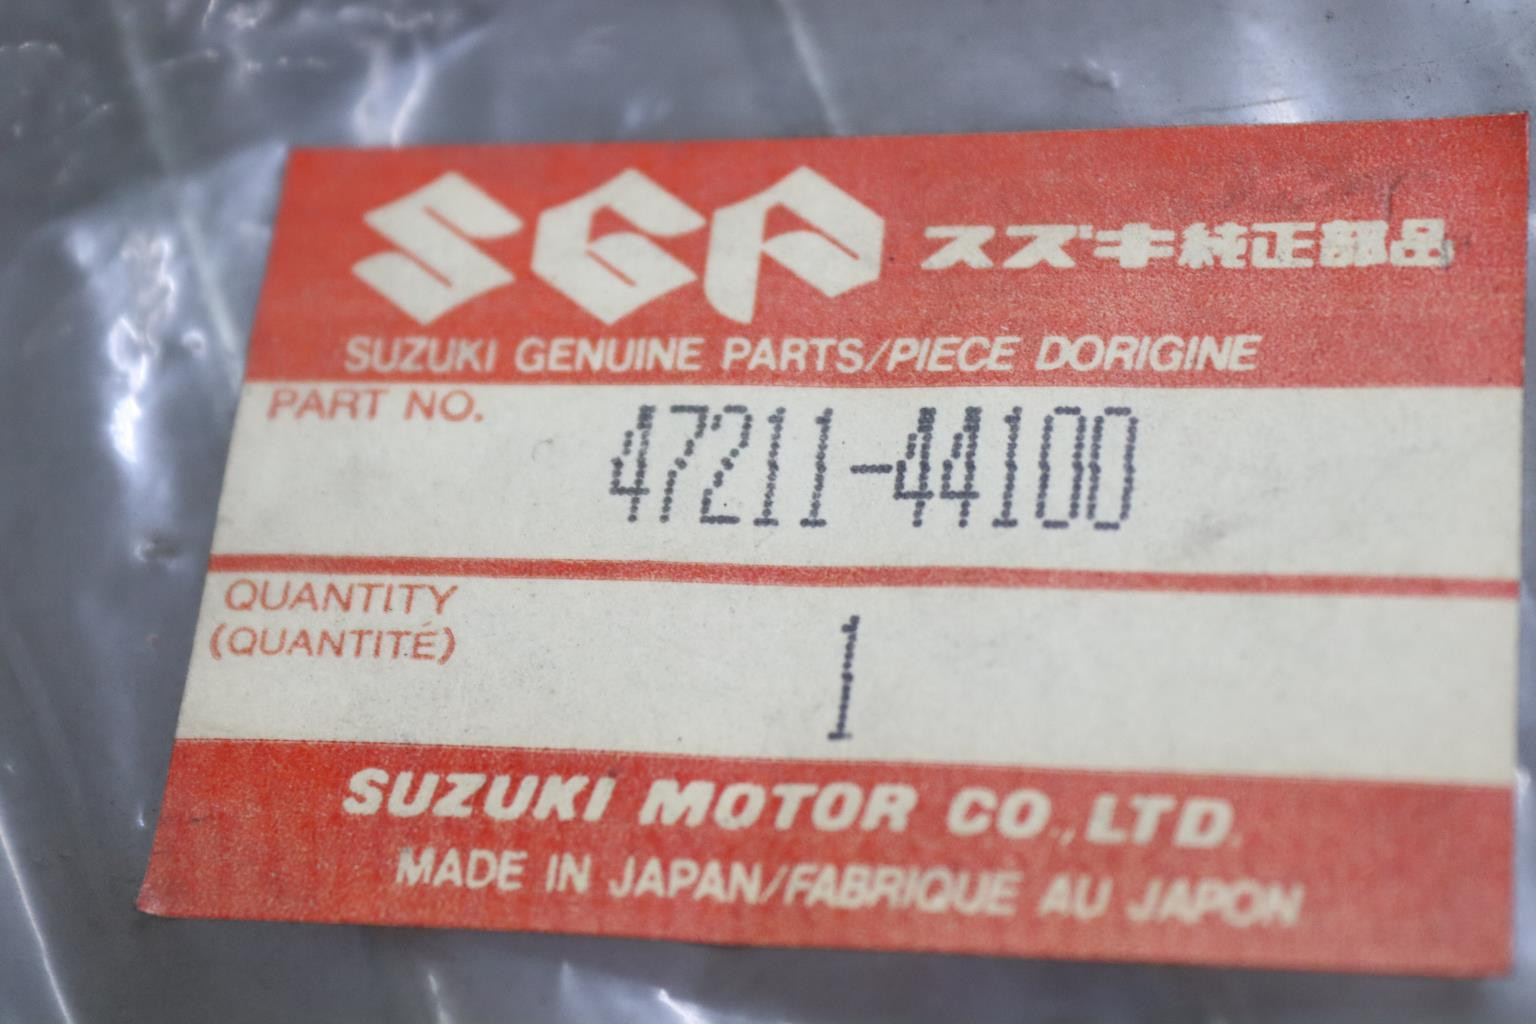 SGP スズキ純正部品
SUZUKI GENUINE PARTS/PIECE DORIGINE
PART NO. 47211-44100
QUANTITY
(QUANTITÉ) 1
SUZUKI MOTOR CO.,LTD.
MADE IN JAPAN/FABRIQUE AU JAPON